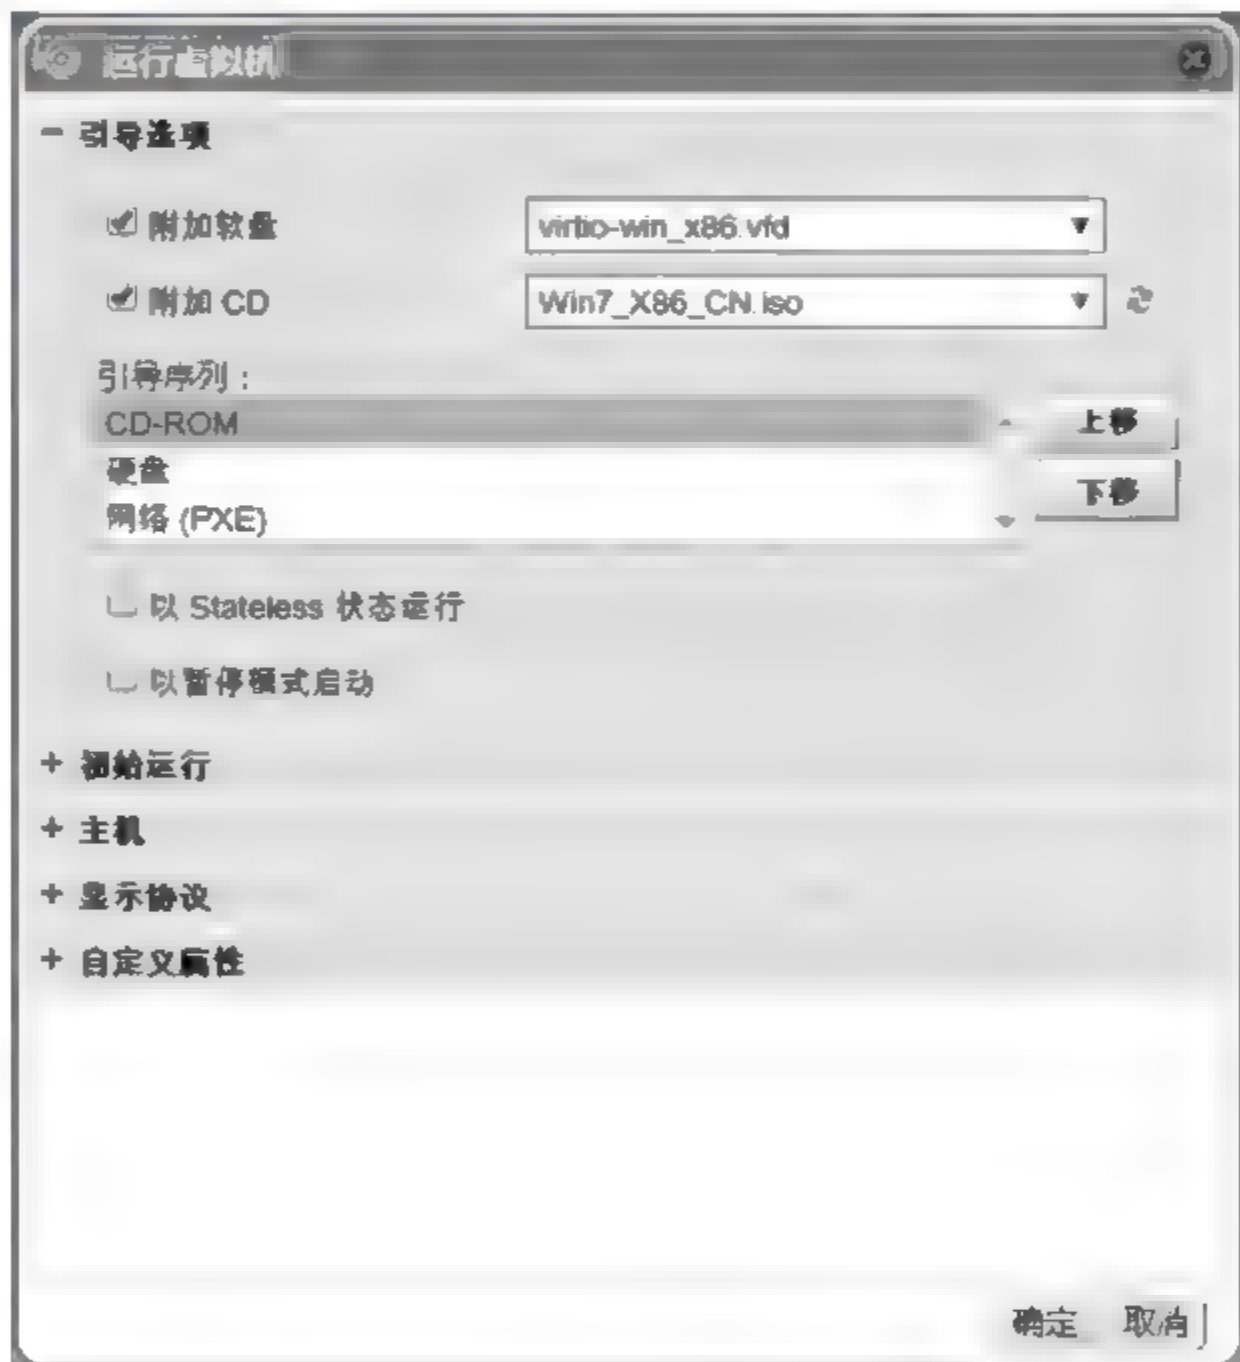 运行虚拟机
− 引导选项
附加软盘 virtio-win_x86.vfd
附加 CD Win7_X86_CN.iso
引导序列：
CD-ROM 上移
硬盘
下移
网络 (PXE)
以 Stateless 状态运行
以暂停模式启动
+ 初始运行
+ 主机
+ 显示协议
+ 自定义属性
确定 取消